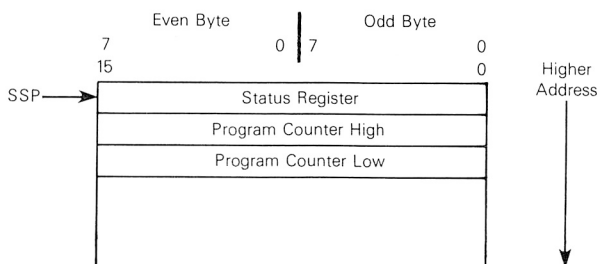 Even Byte Odd Byte
7 0 7 0
15 0
Higher
Address
SSP
Status Register
Program Counter High
Program Counter Low